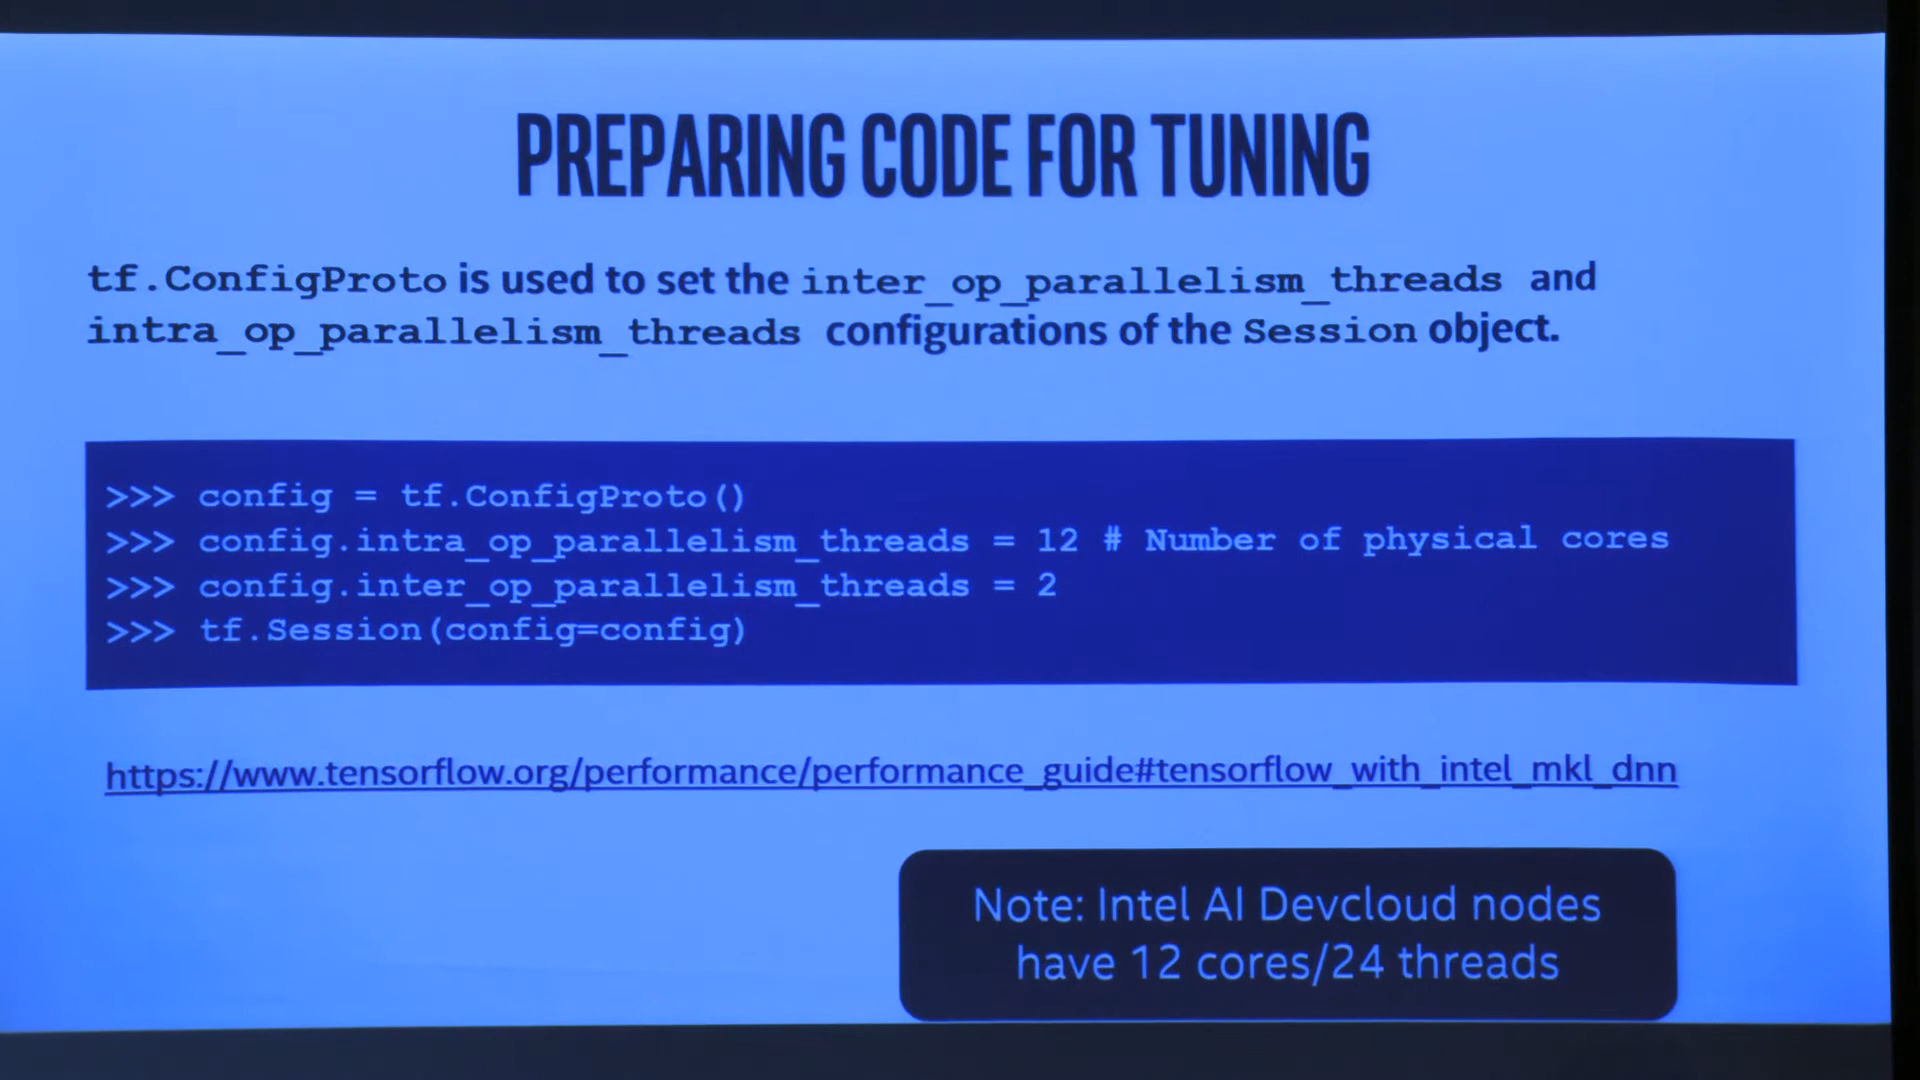 PREPARING CODE FOR TUNING
tf.ConfigProto is used to set the inter_op_parallelism_threads and
intra_op_parallelism_threads configurations of the Session object.
>>> config = tf.ConfigProto()
>>> config.intra_op_parallelism_threads = 12 # Number of physical cores
>>> config.inter_op_parallelism_threads = 2
>>> tf.Session(config=config)
https://www.tensorflow.org/performance/performance_guide#tensorflow_with_intel_mkl_dnn
Note: Intel AI Devcloud nodes
have 12 cores/24 threads